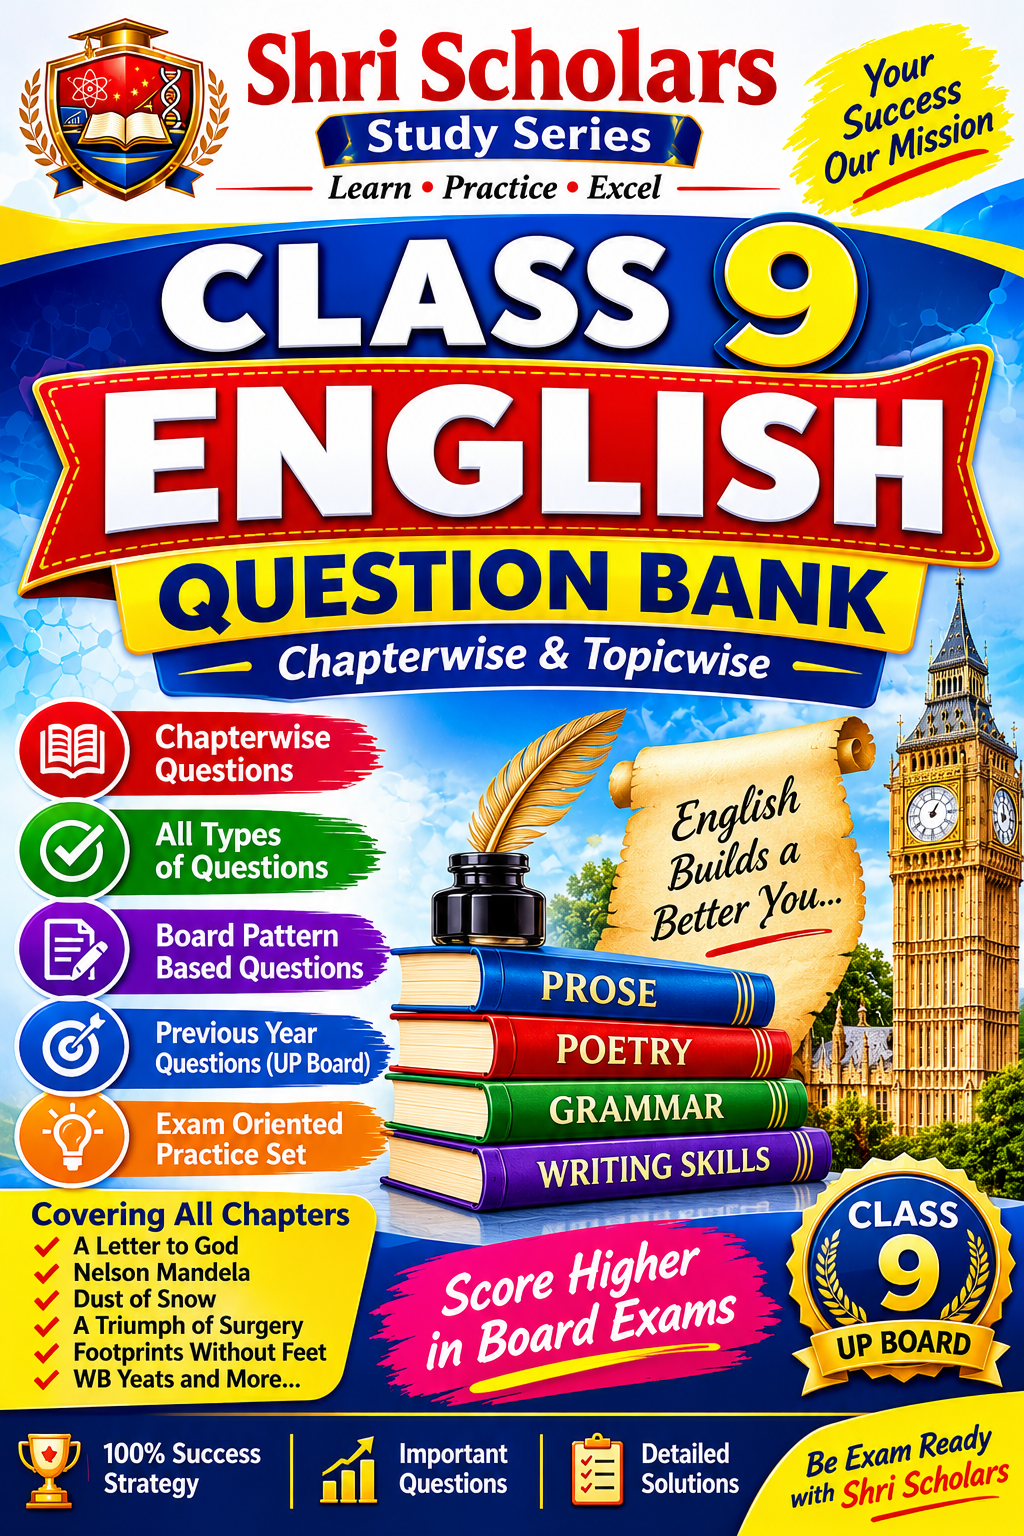 Shri Scholars
Study Series
Learn • Practice • Excel
Your
Success
Our Mission
CLASS 9
ENGLISH
QUESTION BANK
Chapterwise & Topicwise
Chapterwise
Questions
All Types
of Questions
Board Pattern
Based Questions
Previous Year
Questions (UP Board)
Exam Oriented
Practice Set
English
Builds a
Better You...
PROSE
POETRY
GRAMMAR
WRITING SKILLS
Covering All Chapters
A Letter to God
Nelson Mandela
Dust of Snow
A Triumph of Surgery
Footprints Without Feet
WB Yeats and More...
Score Higher
in Board Exams
CLASS
9
UP BOARD
100% Success
Strategy
Important
Questions
Detailed
Solutions
Be Exam Ready
with Shri Scholars